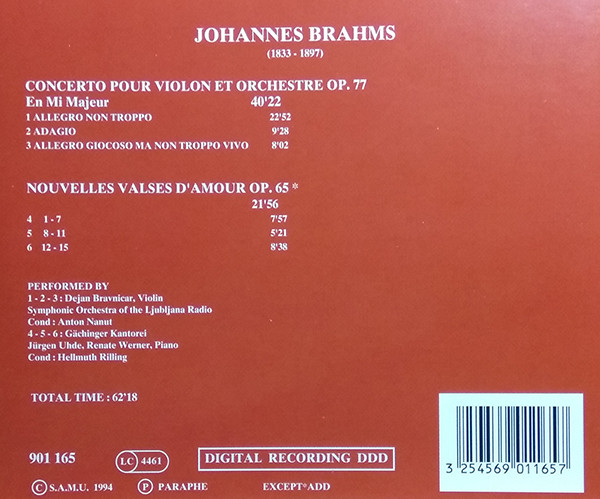 JOHANNES BRAHMS
(1833 - 1897)
CONCERTO POUR VIOLON ET ORCHESTRE OP. 77
En Mi Majeur 40'22
1 ALLEGRO NON TROPPO 22'52
2 ADAGIO 9'28
3 ALLEGRO GIOCOSO MA NON TROPPO VIVO 8'02
NOUVELLES VALSES D'AMOUR OP. 65 *
21'56
4 1 - 7 7'57
5 8 - 11 5'21
6 12 - 15 8'38
PERFORMED BY
1 - 2 - 3 : Dejan Bravnicar, Violin
Symphonic Orchestra of the Ljubljana Radio
Cond : Anton Nanut
4 - 5 - 6 : Gächinger Kantorei
Jürgen Uhde, Renate Werner, Piano
Cond : Hellmuth Rilling
TOTAL TIME : 62'18
901 165 LC 4461 DIGITAL RECORDING DDD
Ⓒ S.A.M.U. 1994 Ⓟ PARAPHE EXCEPT*ADD
3 254569 011657